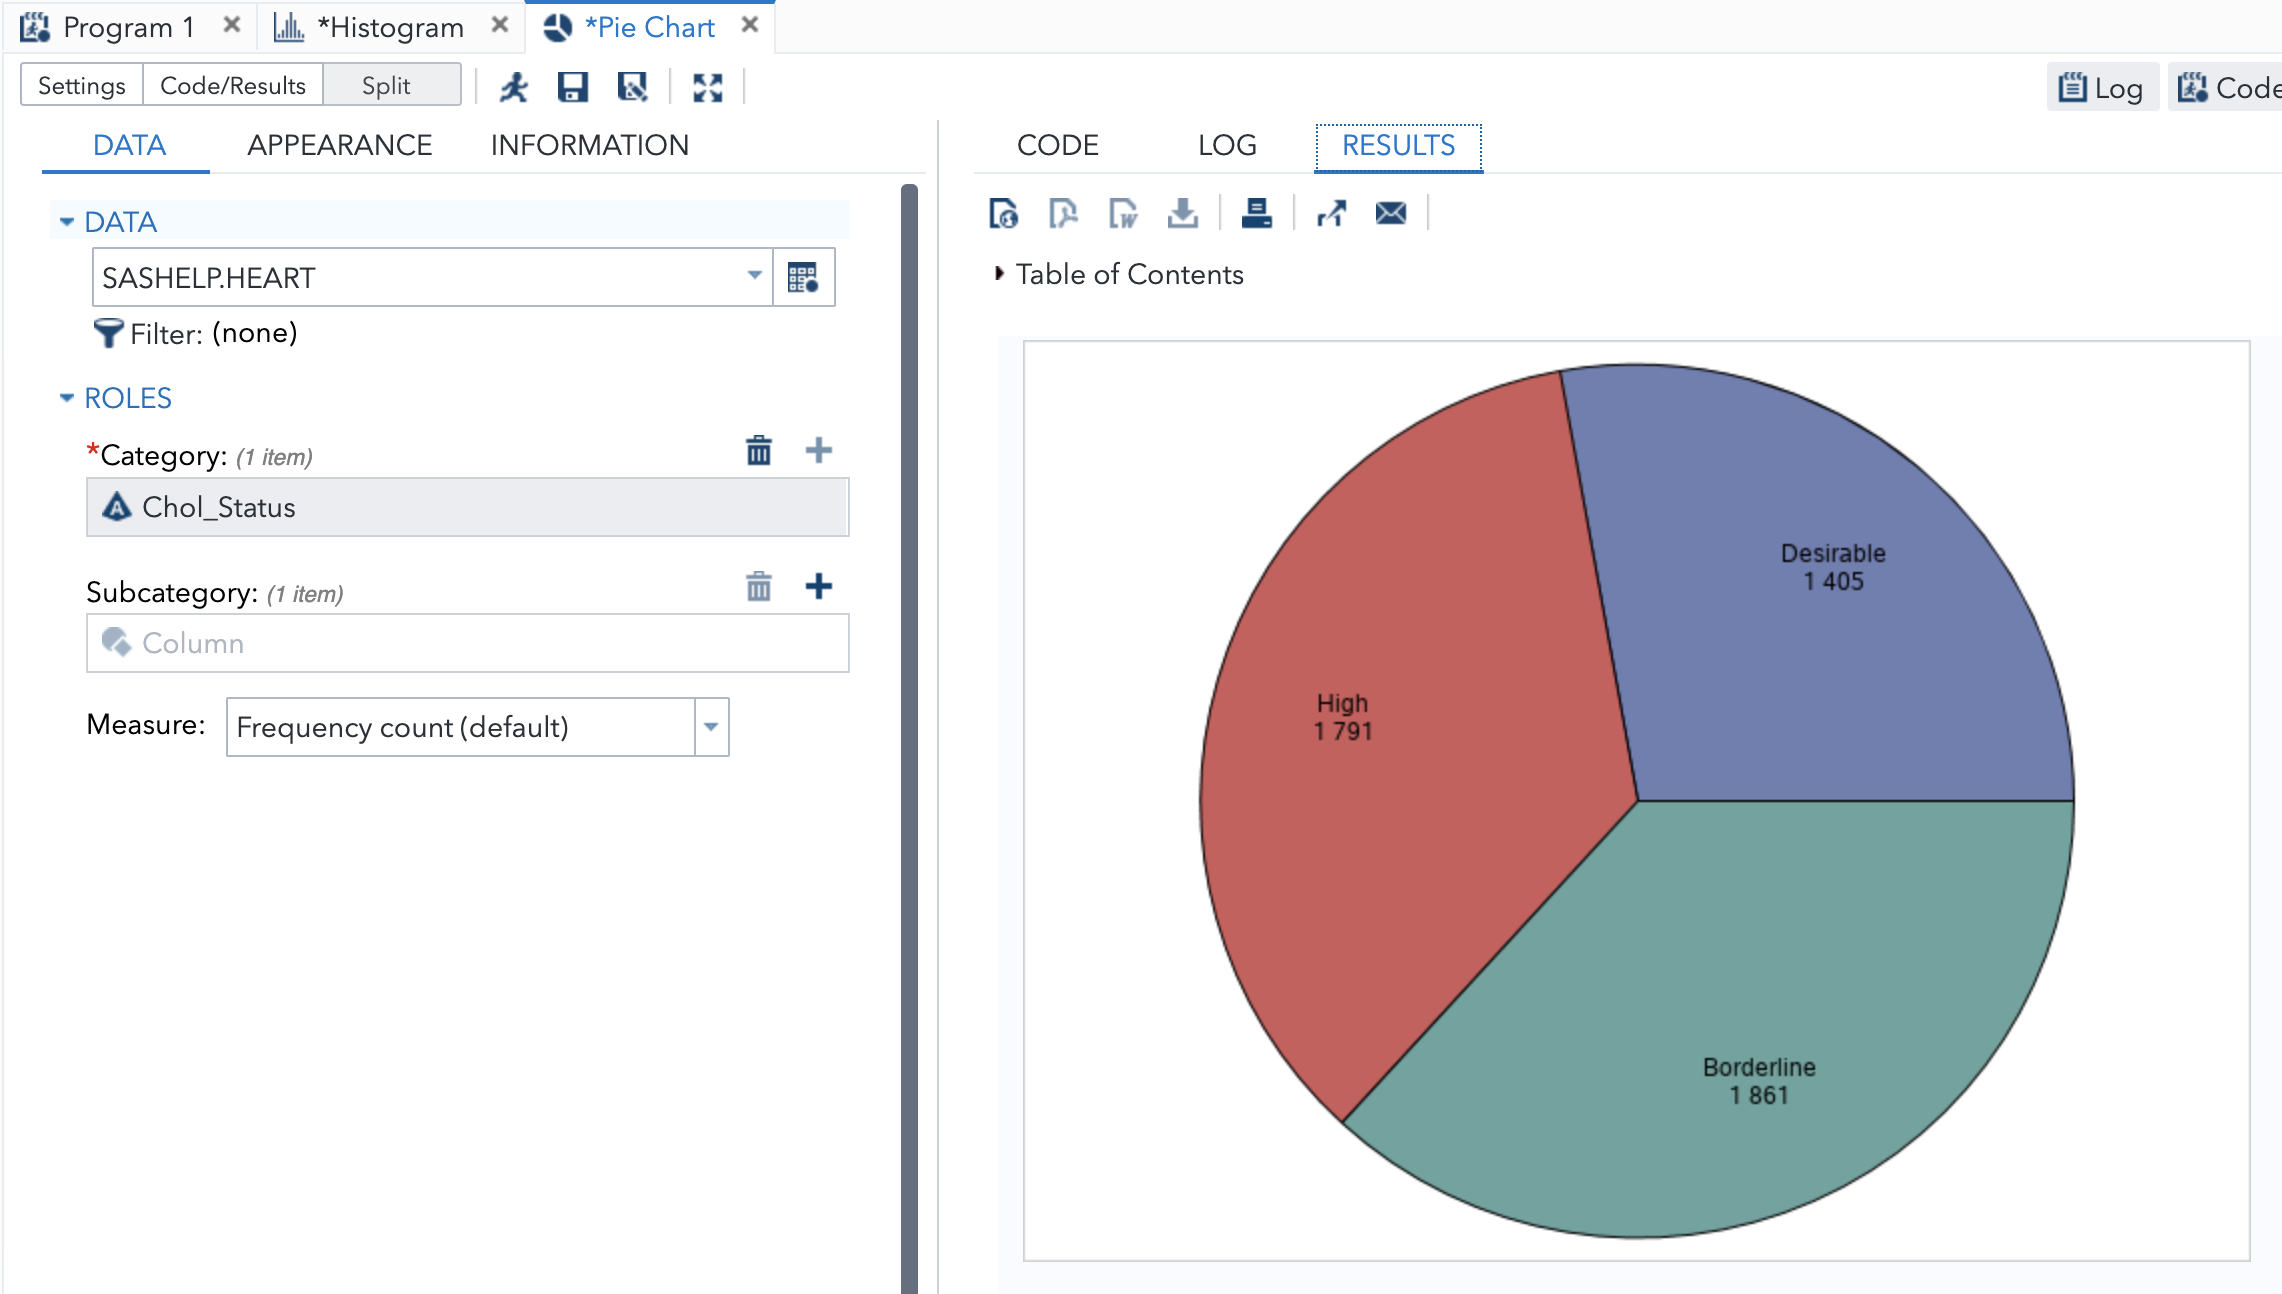 Program 1
*Histogram
*Pie Chart
Settings
Code/Results
Split
Log
Code
DATA
APPEARANCE
INFORMATION
CODE
LOG
RESULTS
DATA
SASHELP.HEART
Filter: (none)
ROLES
*Category: (1 item)
Chol_Status
Subcategory: (1 item)
Column
Measure: Frequency count (default)
Table of Contents
Desirable
1 405
High
1 791
Borderline
1 861